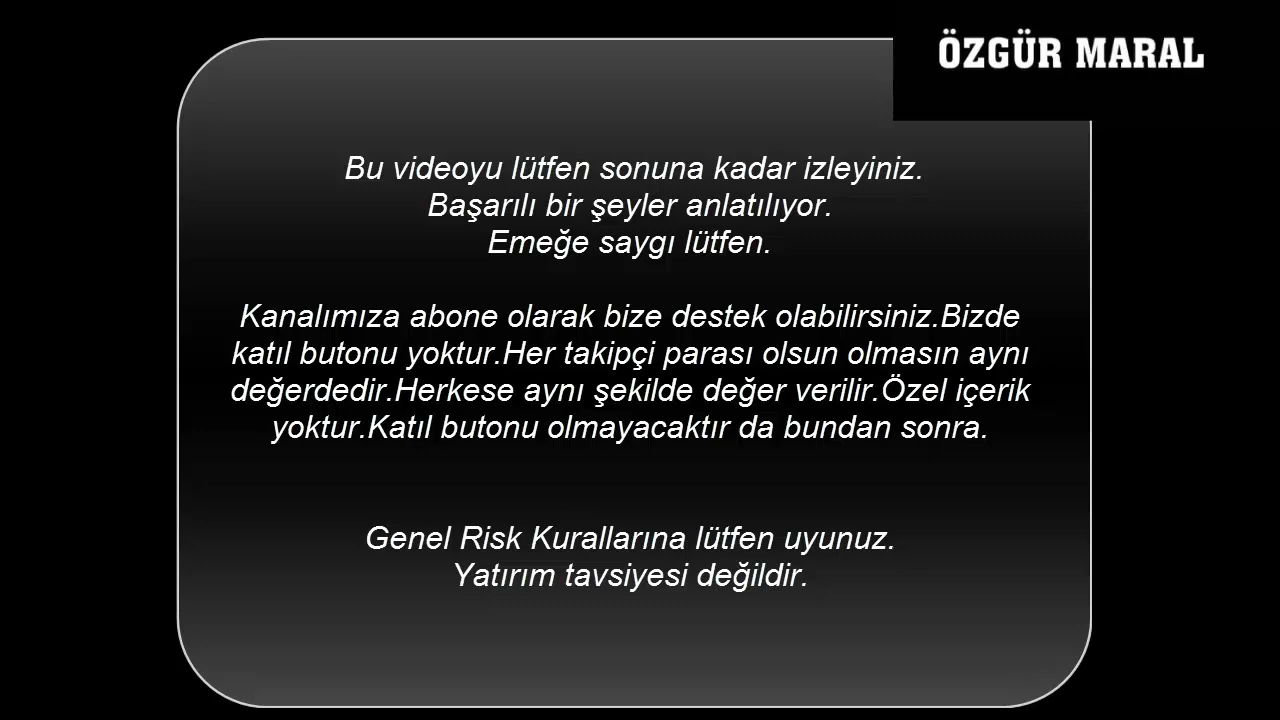 ÖZGÜR MARAL
Bu videoyu lütfen sonuna kadar izleyiniz.
Başarılı bir şeyler anlatılıyor.
Emeğe saygı lütfen.
Kanalımıza abone olarak bize destek olabilirsiniz.Bizde
katıl butonu yoktur.Her takipçi parası olsun olmasın aynı
değerdedir.Herkese aynı şekilde değer verilir.Özel içerik
yoktur.Katıl butonu olmayacaktır da bundan sonra.
Genel Risk Kurallarına lütfen uyunuz.
Yatırım tavsiyesi değildir.